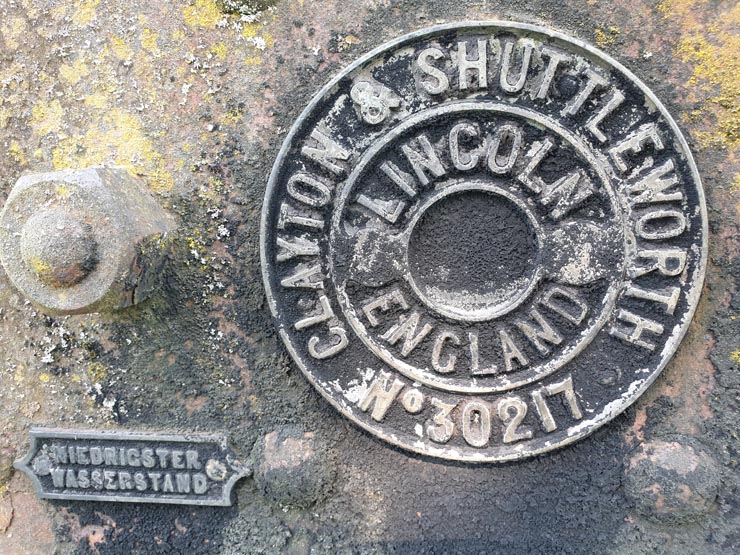 CLAYTON & SHUTTLEWORTH
LINCOLN
ENGLAND
No 30217
NIEDRIGSTER
WASSERSTAND